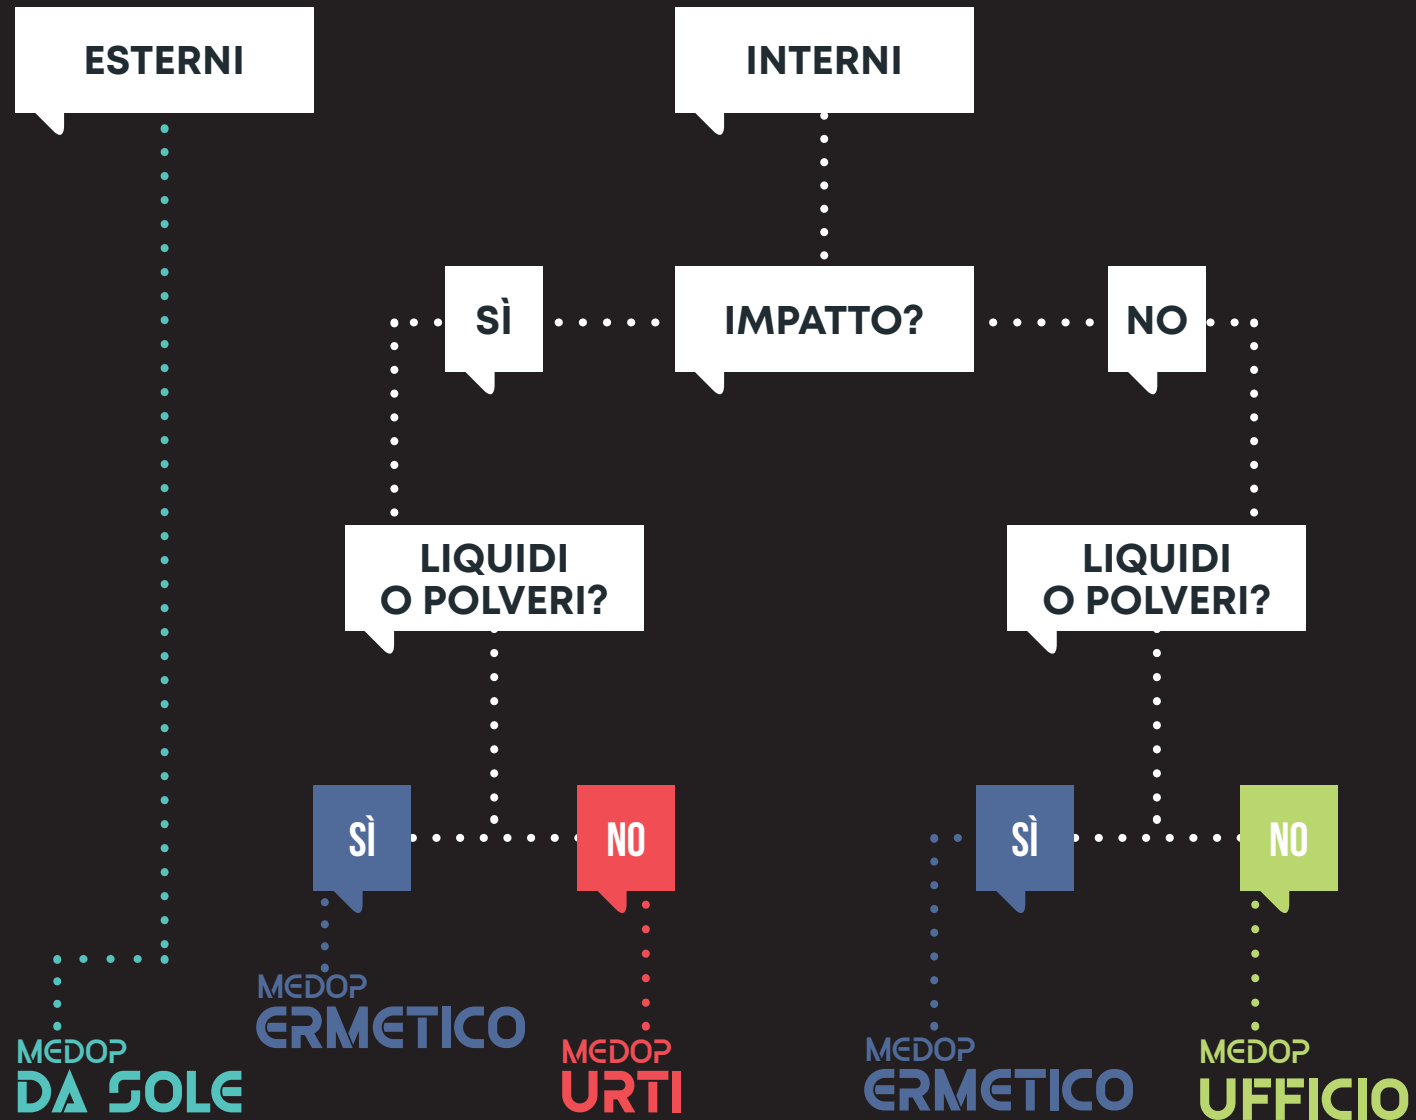 ESTERNI
INTERNI
SÌ
IMPATTO?
NO
LIQUIDI
O POLVERI?
LIQUIDI
O POLVERI?
SÌ
NO
SÌ
NO
MEDOP
ERMETICO
MEDOP
DA SOLE
MEDOP
URTI
MEDOP
ERMETICO
MEDOP
UFFICIO